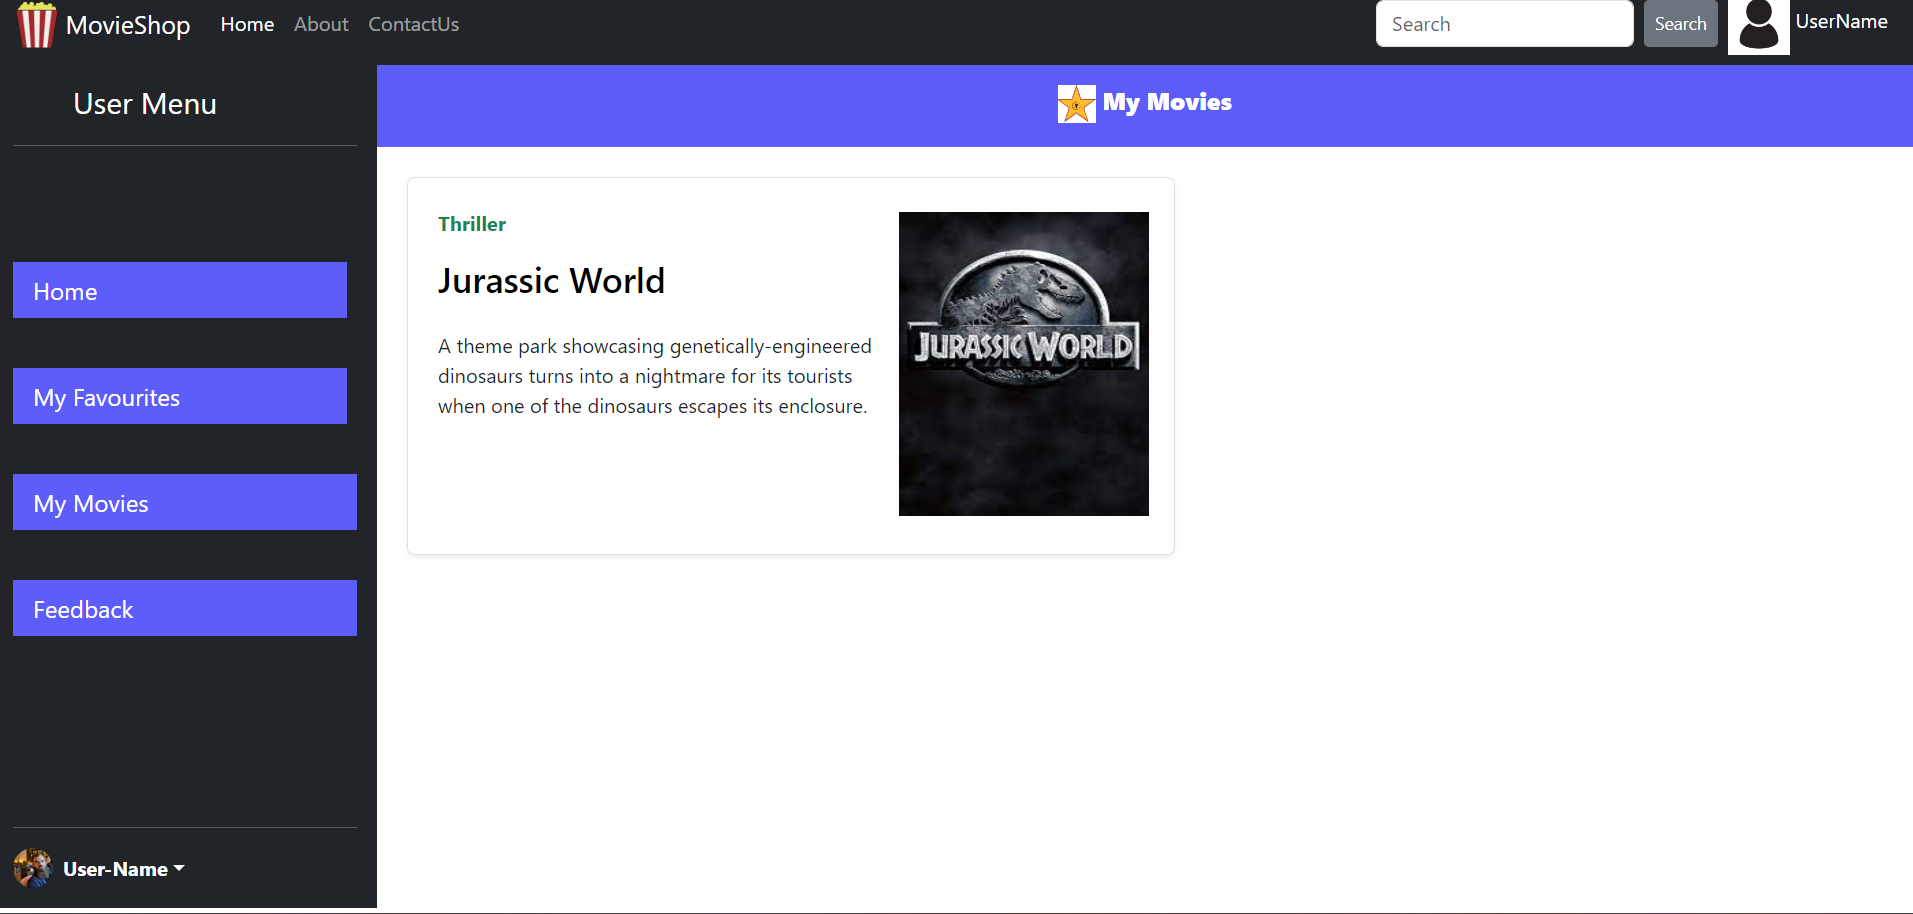 MovieShop Home About ContactUs Search Search UserName
User Menu
My Movies
Thriller
Jurassic World
A theme park showcasing genetically-engineered
dinosaurs turns into a nightmare for its tourists
when one of the dinosaurs escapes its enclosure.
JURASSIC WORLD
Home
My Favourites
My Movies
Feedback
User-Name